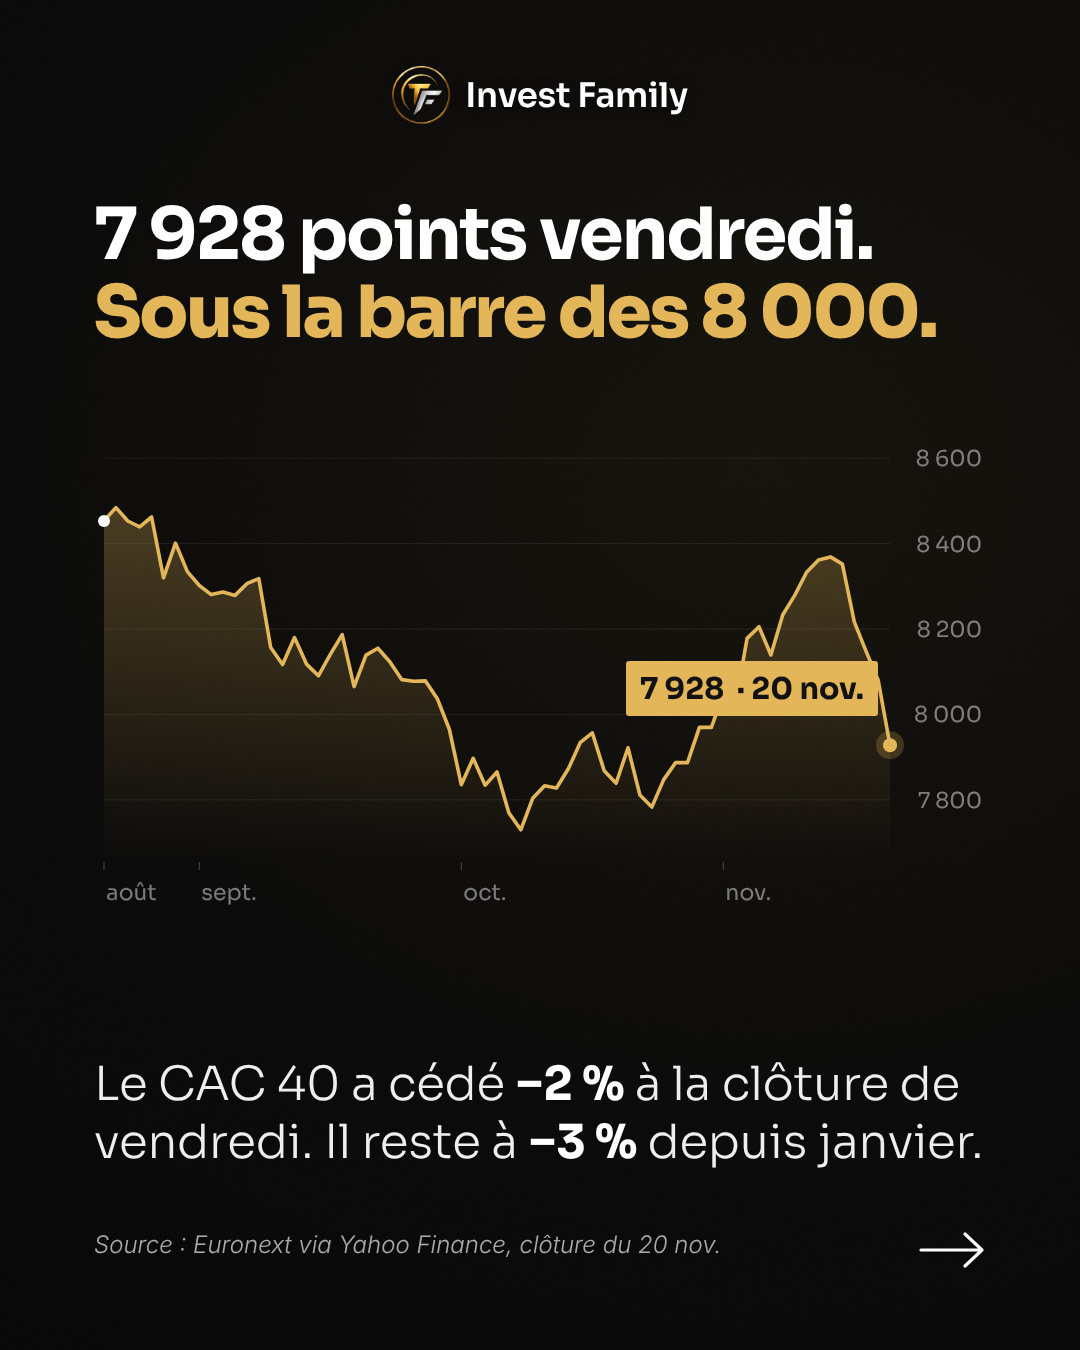 TF Invest Family
7 928 points vendredi.
Sous la barre des 8 000.
8 600
8 400
8 200
7 928 · 20 nov.
8 000
7 800
août sept. oct. nov.
Le CAC 40 a cédé −2 % à la clôture de
vendredi. Il reste à −3 % depuis janvier.
Source : Euronext via Yahoo Finance, clôture du 20 nov.